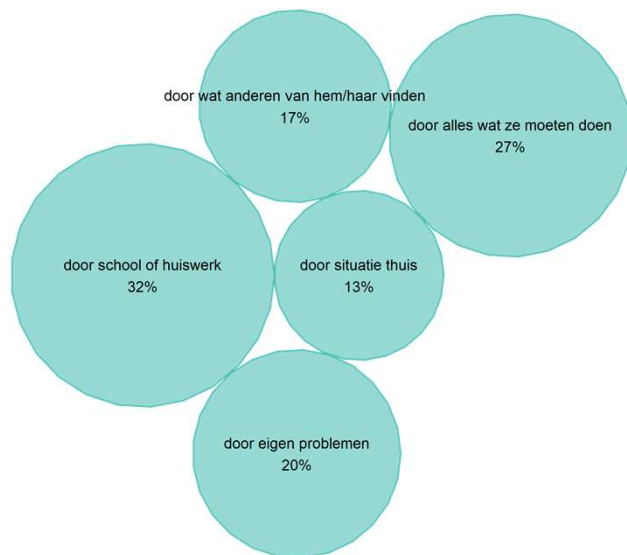 door wat anderen van hem/haar vinden
17%
door alles wat ze moeten doen
27%
door school of huiswerk
32%
door situatie thuis
13%
door eigen problemen
20%